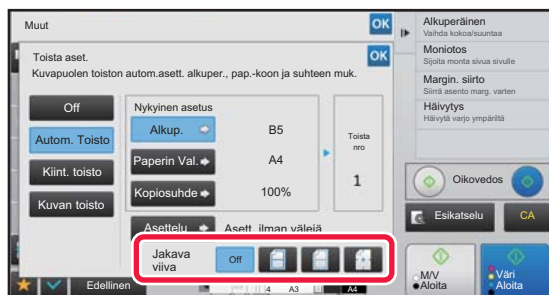 Muut
OK
Toista aset.
Kuvapuolen toiston autom.asett. alkuper., pap.-koon ja suhteen muk.
OK
Off
Autom. Toisto
Kiint. toisto
Kuvan toisto
Nykyinen asetus
Alkup.
B5
Paperin Val.
A4
Kopiosuhde
100%
Toista
nro
1
Asettelu
Asett. ilman välejä
Jakava
viiva
Off
Edellinen
4
A3
A4
Alkuperäinen
Vaihda kokoa/suuntaa
Moniotos
Sijoita monta sivua sivulle
Margin. siirto
Siirrä asento marg. varten
Häivytys
Häivytä varjo ympäriltä
Oikovedos
Esikatselu
CA
M/V
Aloita
Väri
Aloita